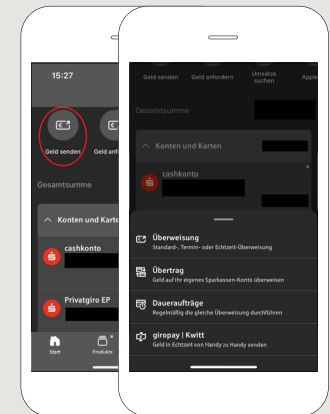 15:27
Geld senden Geld anf
Gesamtsumme
Konten und Karte
cashkonto
Privatgiro EP
Start Produkte
Geld senden Geld anfordern Umsätze suchen Apple
Gesamtsumme
Konten und Karten
cashkonto
Überweisung
Standard-, Termin- oder Echtzeit-Überweisung
Übertrag
Geld auf Ihr eigenes Sparkassen-Konto überweisen
Daueraufträge
Regelmäßig die gleiche Überweisung durchführen
giropay | Kwitt
Geld in Echtzeit von Handy zu Handy senden